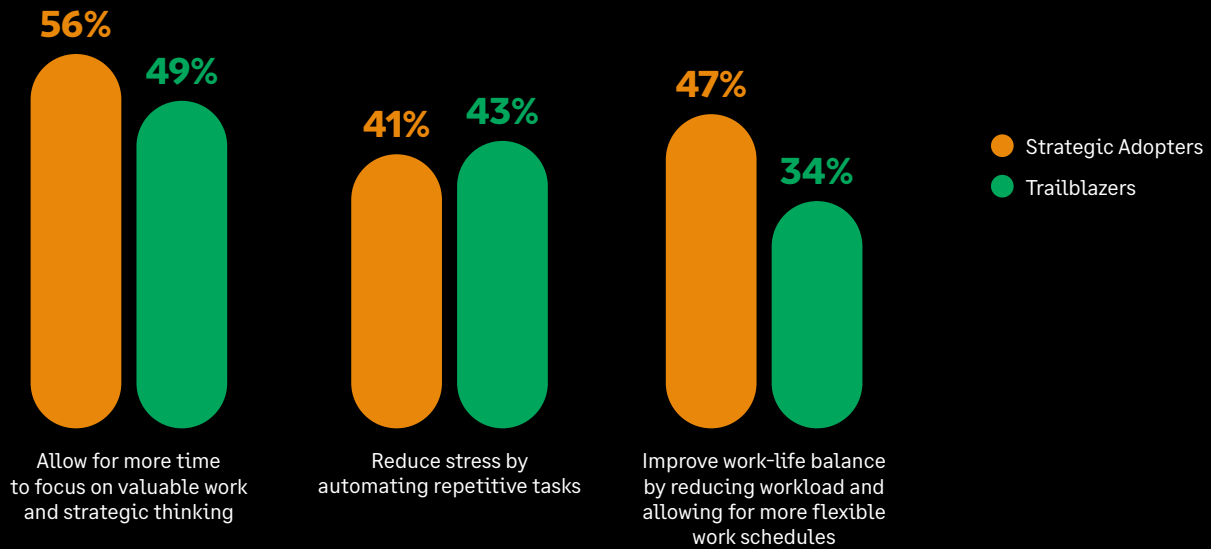 56%
49%
41%
43%
47%
34%
Strategic Adopters
Trailblazers
Allow for more time
to focus on valuable work
and strategic thinking
Reduce stress by
automating repetitive tasks
Improve work-life balance
by reducing workload and
allowing for more flexible
work schedules